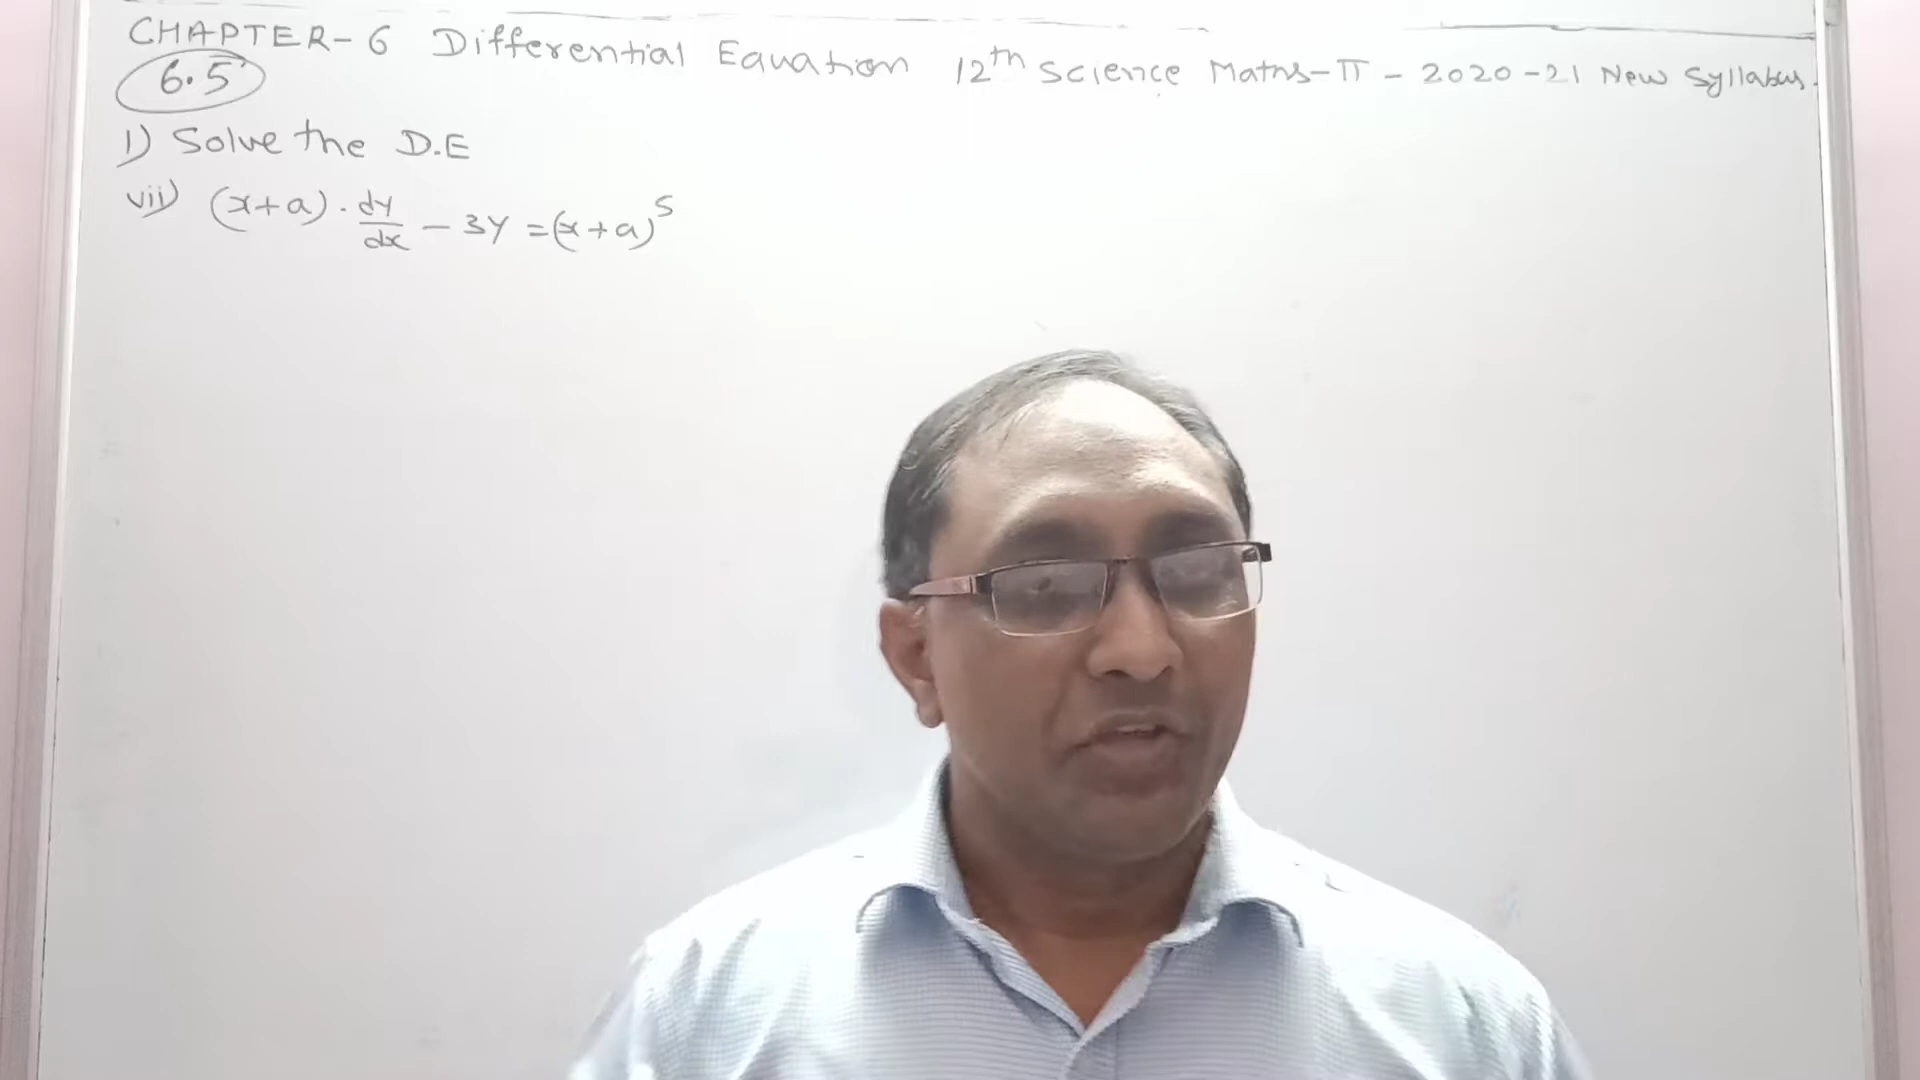 CHAPTER-6 Differential Equation 12th Science Maths-II - 2020-21 New Syllabus.
6.5
1) Solve the D.E
vii) (x+a) . dy/dx - 3y = (x+a)^5